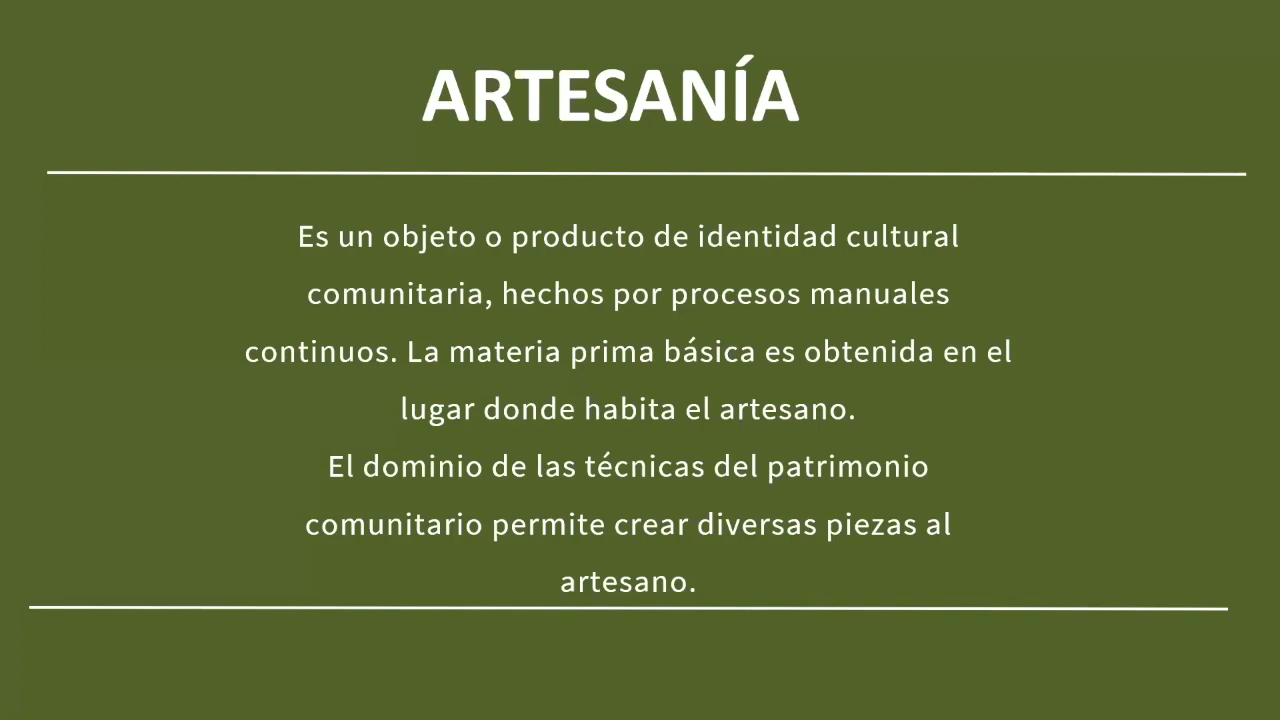 ARTESANÍA
Es un objeto o producto de identidad cultural
comunitaria, hechos por procesos manuales
continuos. La materia prima básica es obtenida en el
lugar donde habita el artesano.
El dominio de las técnicas del patrimonio
comunitario permite crear diversas piezas al
artesano.